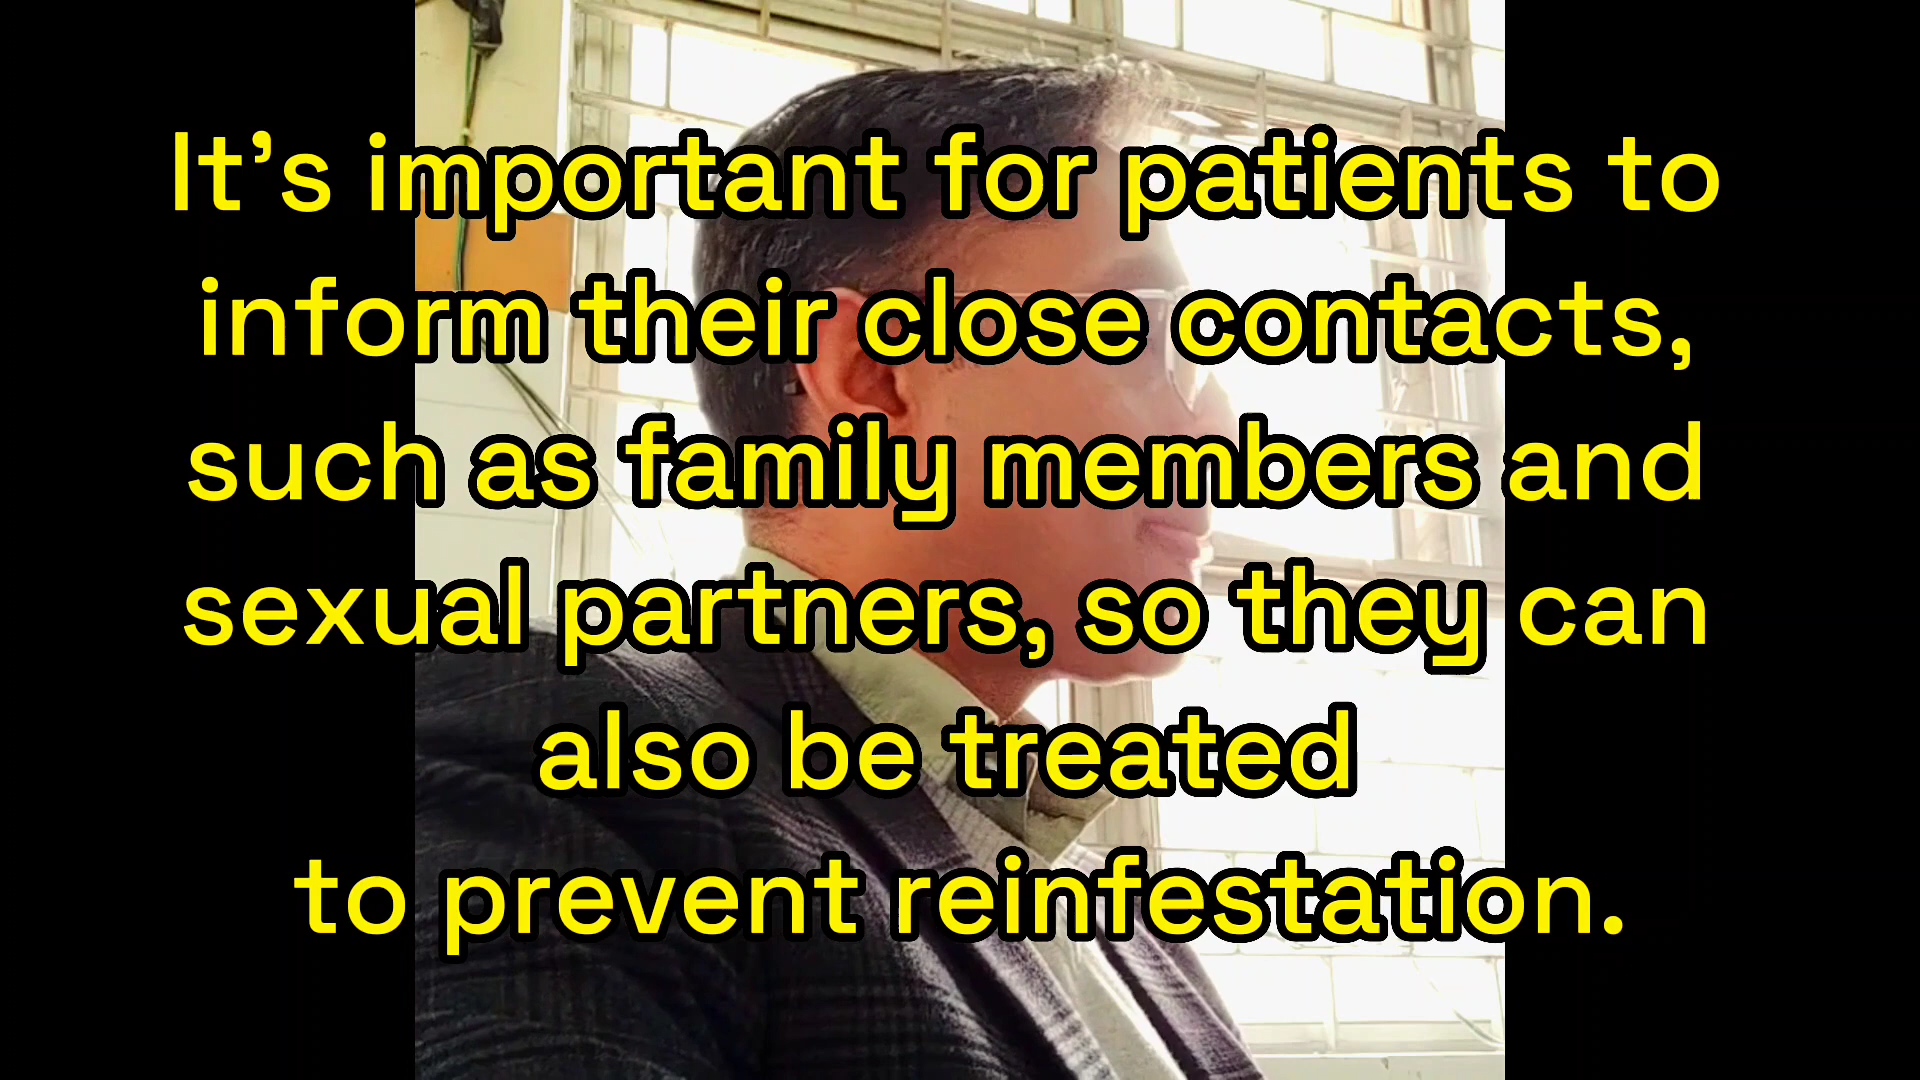 It's important for patients to
inform their close contacts,
such as family members and
sexual partners, so they can
also be treated
to prevent reinfestation.